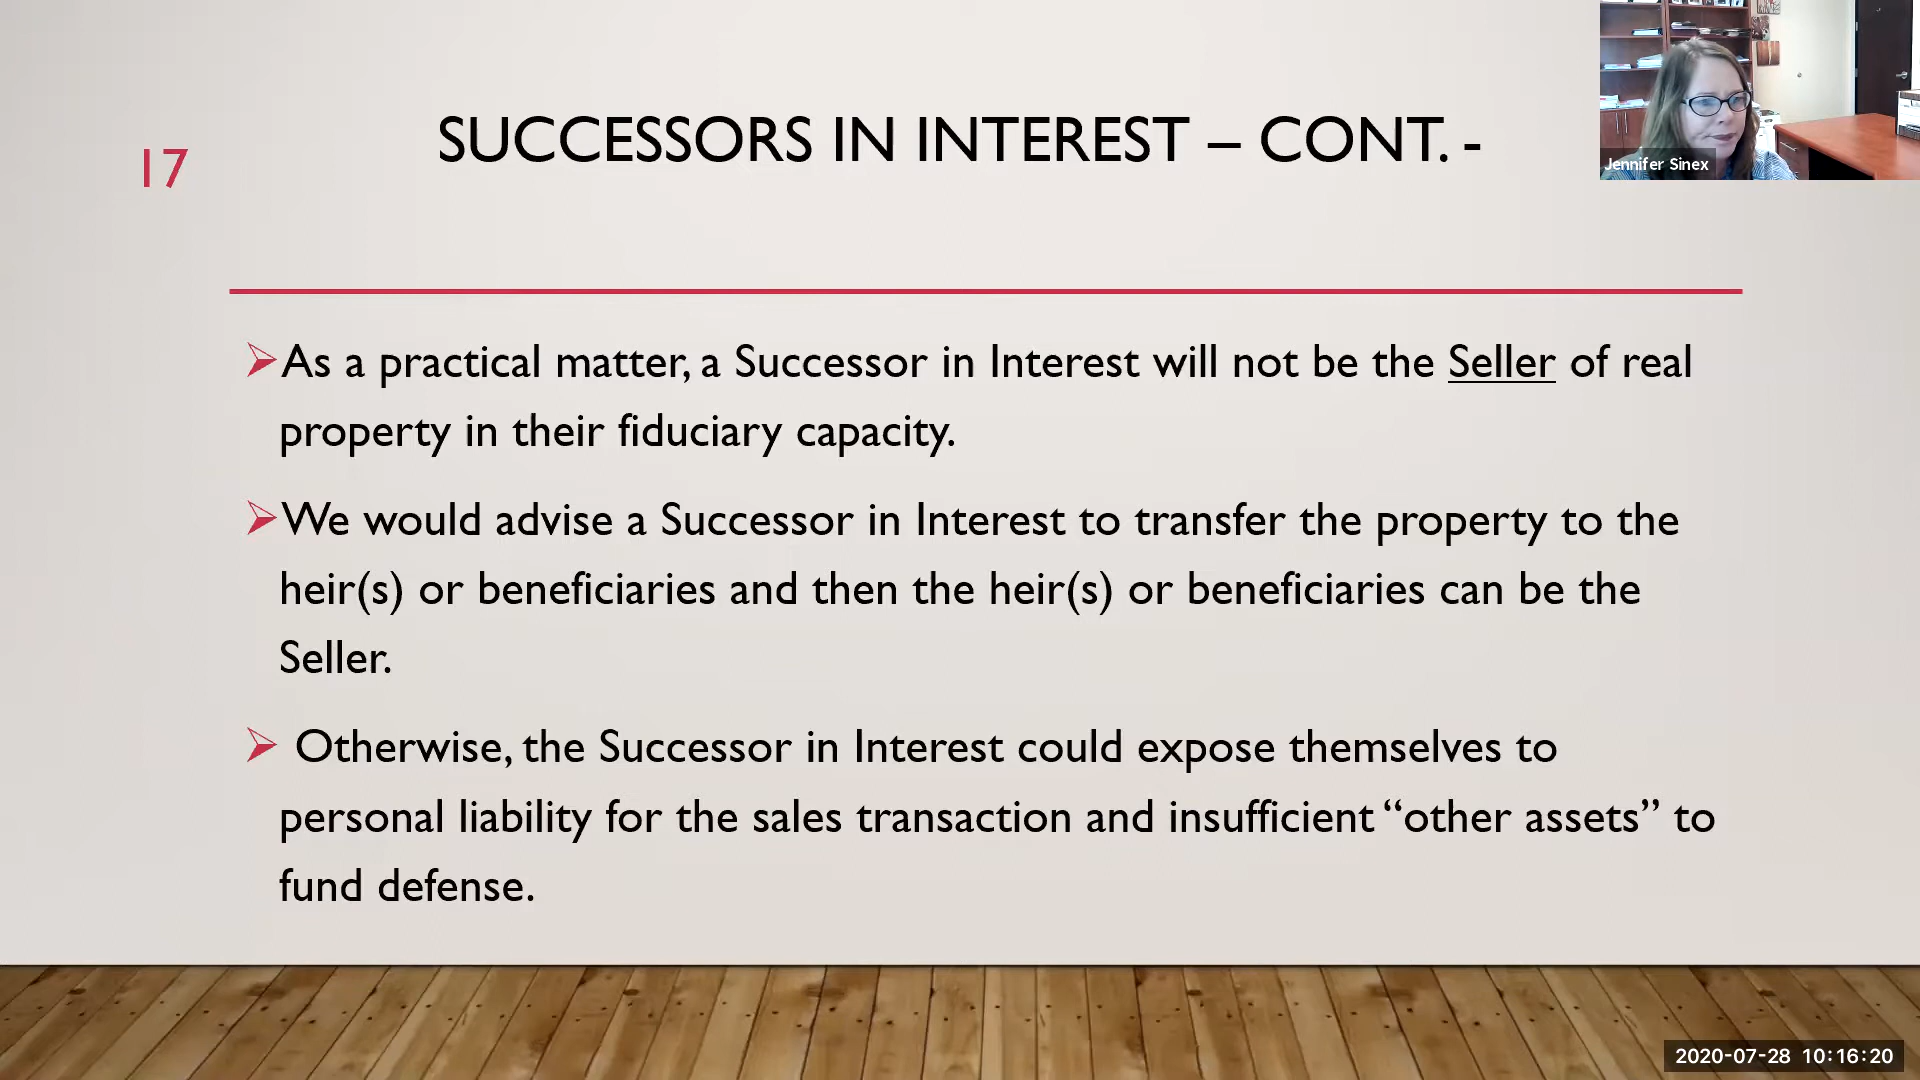 17
SUCCESSORS IN INTEREST – CONT. -
Jennifer Sinex
➢As a practical matter, a Successor in Interest will not be the Seller of real
property in their fiduciary capacity.
➢We would advise a Successor in Interest to transfer the property to the
heir(s) or beneficiaries and then the heir(s) or beneficiaries can be the
Seller.
➢ Otherwise, the Successor in Interest could expose themselves to
personal liability for the sales transaction and insufficient “other assets” to
fund defense.
2020-07-28 10:16:20